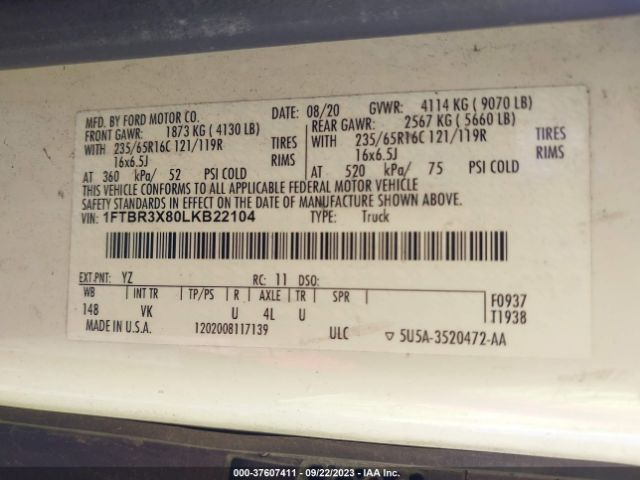 MFD. BY FORD MOTOR CO.
DATE: 08/20 GVWR: 4114 KG ( 9070 LB)
FRONT GAWR: 1873 KG ( 4130 LB)
REAR GAWR: 2567 KG ( 5660 LB)
WITH 235/65R16C 121/119R TIRES
WITH 235/65R16C 121/119R TIRES
16x6.5J RIMS
16x6.5J RIMS
AT 360 kPa/ 52 PSI COLD
AT 520 kPa/ 75 PSI COLD
THIS VEHICLE CONFORMS TO ALL APPLICABLE FEDERAL MOTOR VEHICLE
SAFETY STANDARDS IN EFFECT ON THE DATE OF MANUFACTURE SHOWN ABOVE.
VIN: 1FTBR3X80LKB22104 TYPE: Truck
EXT.PNT: YZ RC: 11 DSO:
WB INT TR TP/PS R AXLE TR SPR
148 VK U 4L U
F0937
T1938
MADE IN U.S.A. 1202008117139 ULC ▽ 5U5A-3520472-AA
000-37607411 - 09/22/2023 - IAA Inc.